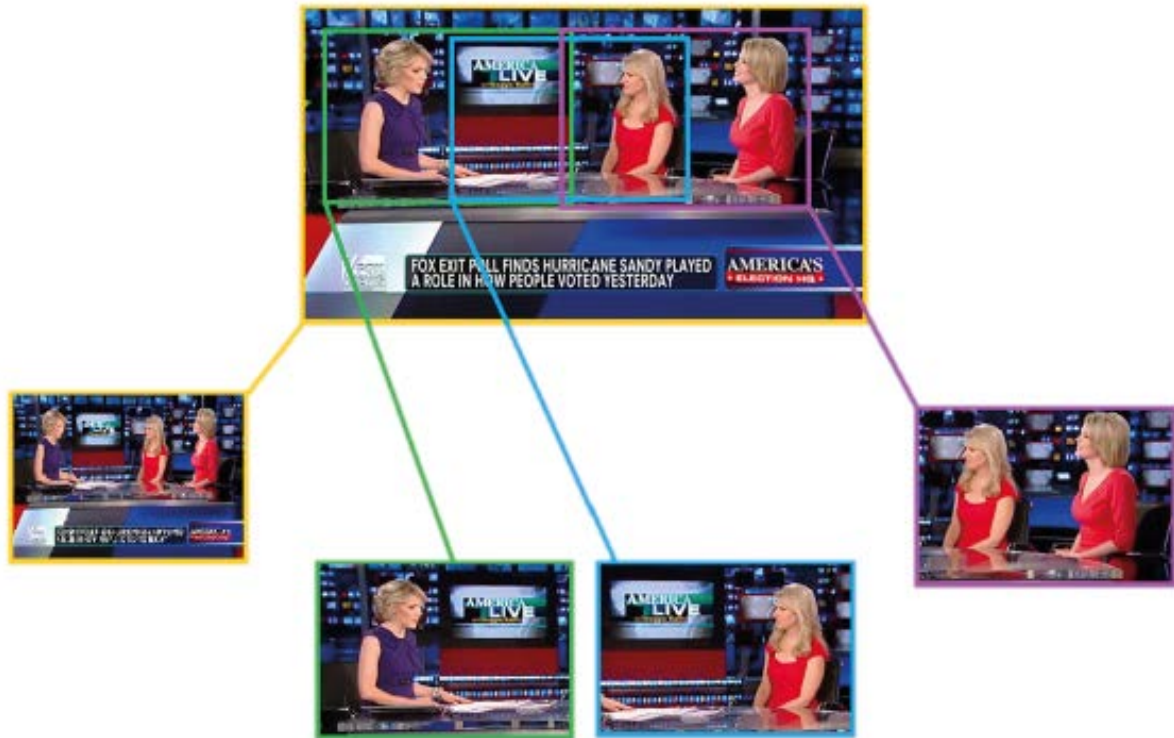 AMERICA
LIVE
FOX EXIT POLL FINDS HURRICANE SANDY PLAYED
A ROLE IN HOW PEOPLE VOTED YESTERDAY
AMERICA'S
ELECTION HQ
AMERICA
LIVE
AMERICA
LIVE